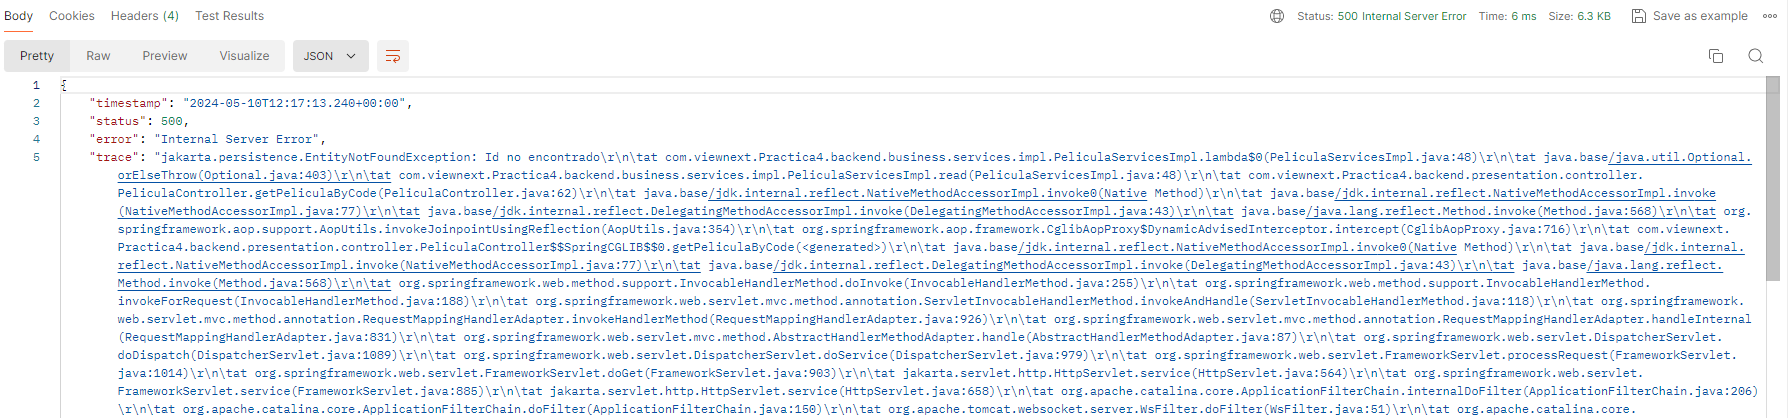 Body Cookies Headers (4) Test Results Status: 500 Internal Server Error Time: 6 ms Size: 6.3 KB Save as example
Pretty Raw Preview Visualize JSON
1 {
2 "timestamp": "2024-05-10T12:17:13.240+00:00",
3 "status": 500,
4 "error": "Internal Server Error",
5 "trace": "jakarta.persistence.EntityNotFoundException: Id no encontrado\r\n\tat com.viewnext.Practica4.backend.business.services.impl.PeliculaServicesImpl.lambda$0(PeliculaServicesImpl.java:48)\r\n\tat java.base/java.util.Optional.
orElseThrow(Optional.java:403)\r\n\tat com.viewnext.Practica4.backend.business.services.impl.PeliculaServicesImpl.read(PeliculaServicesImpl.java:48)\r\n\tat com.viewnext.Practica4.backend.presentation.controller.
PeliculaController.getPeliculaByCode(PeliculaController.java:62)\r\n\tat java.base/jdk.internal.reflect.NativeMethodAccessorImpl.invoke0(Native Method)\r\n\tat java.base/jdk.internal.reflect.NativeMethodAccessorImpl.invoke
(NativeMethodAccessorImpl.java:77)\r\n\tat java.base/jdk.internal.reflect.DelegatingMethodAccessorImpl.invoke(DelegatingMethodAccessorImpl.java:43)\r\n\tat java.base/java.lang.reflect.Method.invoke(Method.java:568)\r\n\tat org.
springframework.aop.support.AopUtils.invokeJoinpointUsingReflection(AopUtils.java:354)\r\n\tat org.springframework.aop.framework.CglibAopProxy$DynamicAdvisedInterceptor.intercept(CglibAopProxy.java:716)\r\n\tat com.viewnext.
Practica4.backend.presentation.controller.PeliculaController$$SpringCGLIB$$0.getPeliculaByCode(<generated>)\r\n\tat java.base/jdk.internal.reflect.NativeMethodAccessorImpl.invoke0(Native Method)\r\n\tat java.base/jdk.internal.
reflect.NativeMethodAccessorImpl.invoke(NativeMethodAccessorImpl.java:77)\r\n\tat java.base/jdk.internal.reflect.DelegatingMethodAccessorImpl.invoke(DelegatingMethodAccessorImpl.java:43)\r\n\tat java.base/java.lang.reflect.
Method.invoke(Method.java:568)\r\n\tat org.springframework.web.method.support.InvocableHandlerMethod.doInvoke(InvocableHandlerMethod.java:255)\r\n\tat org.springframework.web.method.support.InvocableHandlerMethod.
invokeForRequest(InvocableHandlerMethod.java:188)\r\n\tat org.springframework.web.servlet.mvc.method.annotation.ServletInvocableHandlerMethod.invokeAndHandle(ServletInvocableHandlerMethod.java:118)\r\n\tat org.springframework.
web.servlet.mvc.method.annotation.RequestMappingHandlerAdapter.invokeHandlerMethod(RequestMappingHandlerAdapter.java:926)\r\n\tat org.springframework.web.servlet.mvc.method.annotation.RequestMappingHandlerAdapter.handleInternal
(RequestMappingHandlerAdapter.java:831)\r\n\tat org.springframework.web.servlet.mvc.method.AbstractHandlerMethodAdapter.handle(AbstractHandlerMethodAdapter.java:87)\r\n\tat org.springframework.web.servlet.DispatcherServlet.
doDispatch(DispatcherServlet.java:1089)\r\n\tat org.springframework.web.servlet.DispatcherServlet.doService(DispatcherServlet.java:979)\r\n\tat org.springframework.web.servlet.FrameworkServlet.processRequest(FrameworkServlet.
java:1014)\r\n\tat org.springframework.web.servlet.FrameworkServlet.doGet(FrameworkServlet.java:903)\r\n\tat jakarta.servlet.http.HttpServlet.service(HttpServlet.java:564)\r\n\tat org.springframework.web.servlet.
FrameworkServlet.service(FrameworkServlet.java:885)\r\n\tat jakarta.servlet.http.HttpServlet.service(HttpServlet.java:658)\r\n\tat org.apache.catalina.core.ApplicationFilterChain.internalDoFilter(ApplicationFilterChain.java:206)
\r\n\tat org.apache.catalina.core.ApplicationFilterChain.doFilter(ApplicationFilterChain.java:150)\r\n\tat org.apache.tomcat.websocket.server.WsFilter.doFilter(WsFilter.java:51)\r\n\tat org.apache.catalina.core.